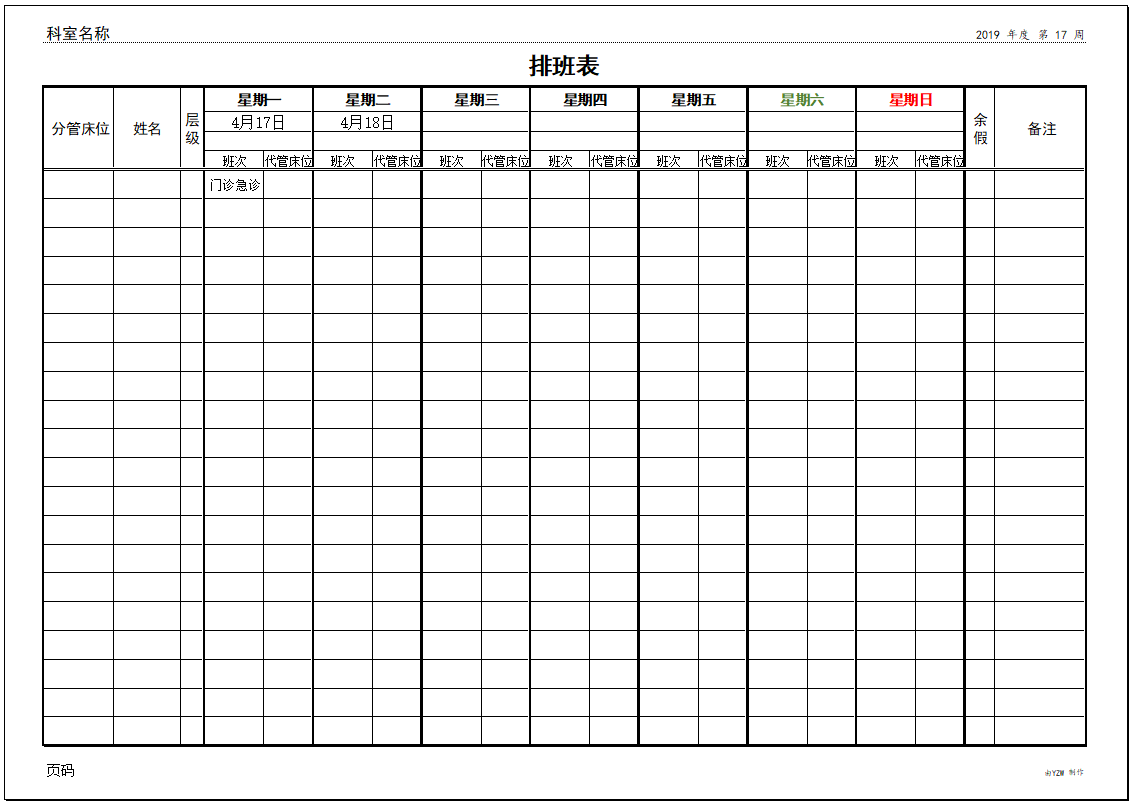 科室名称
2019 年度 第 17 周
排班表
分管床位 姓名 层级 星期一 星期二 星期三 星期四 星期五 星期六 星期日 余假 备注
4月17日 4月18日
班次 代管床位 班次 代管床位 班次 代管床位 班次 代管床位 班次 代管床位 班次 代管床位 班次 代管床位
门诊急诊
页码
由YZW 制作